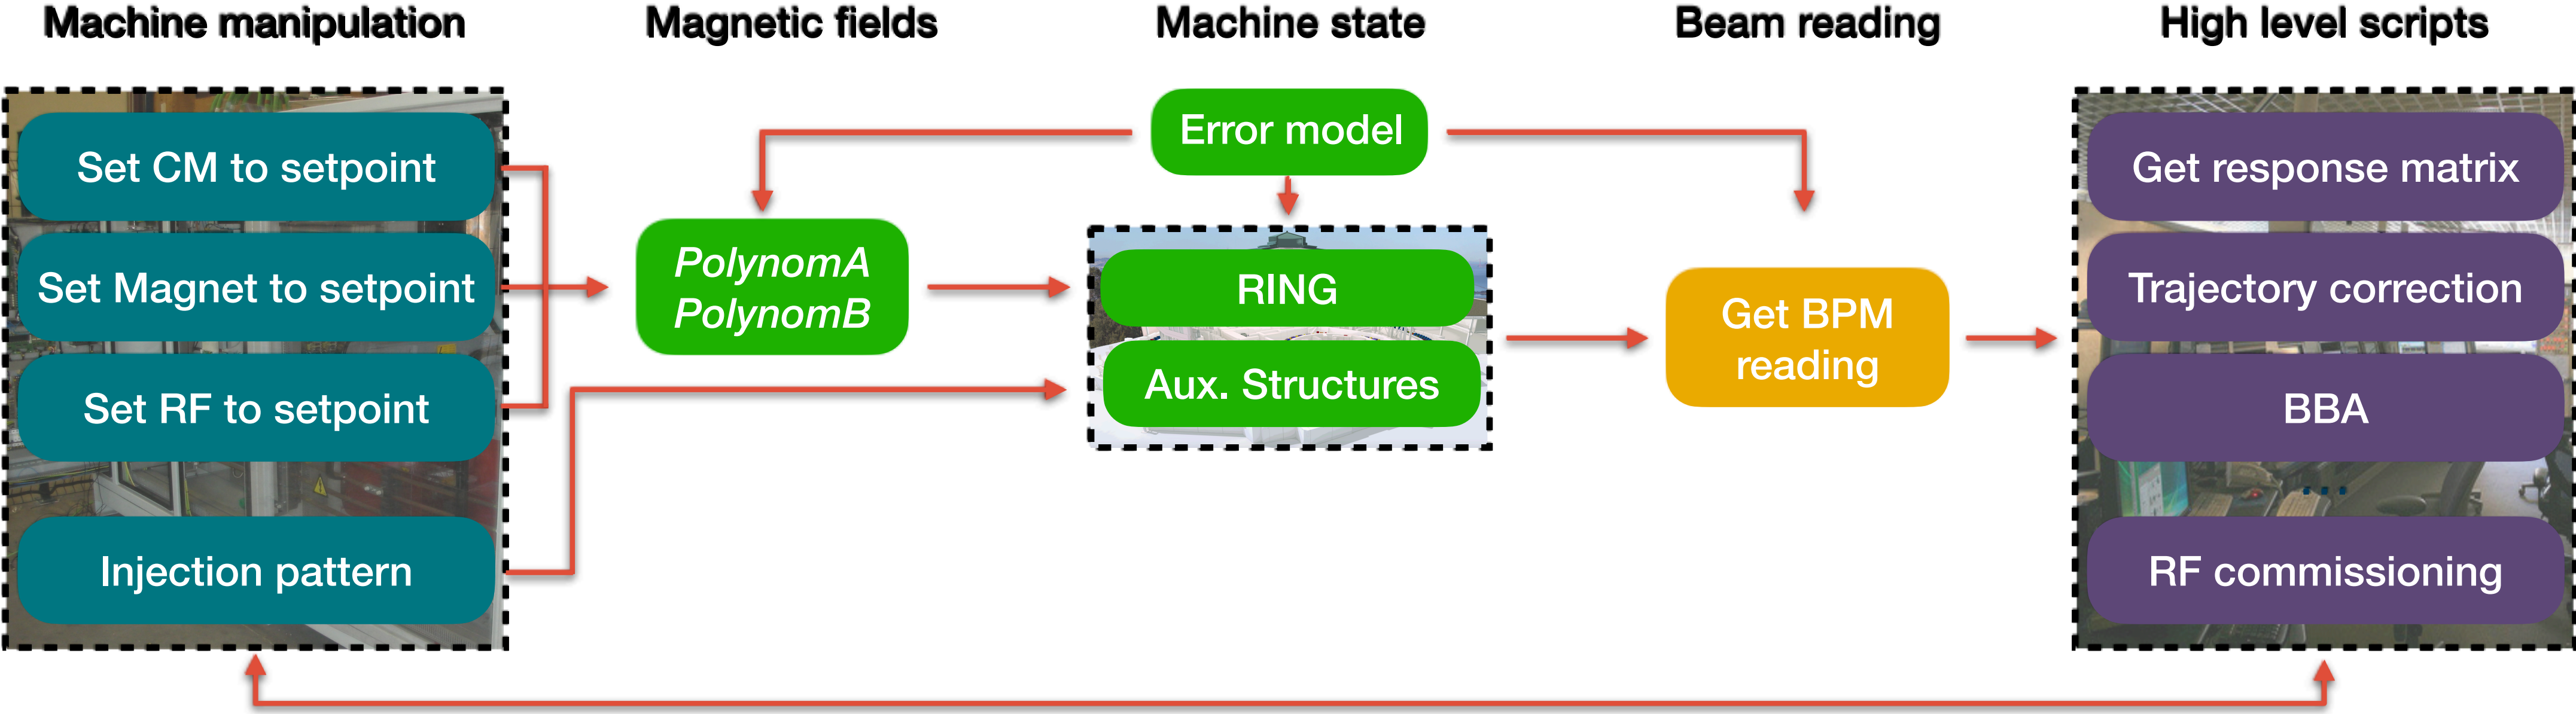 Machine manipulation
Magnetic fields
Machine state
Beam reading
High level scripts
Set CM to setpoint
Set Magnet to setpoint
Set RF to setpoint
Injection pattern
PolynomA
PolynomB
Error model
RING
Aux. Structures
Get BPM
reading
Get response matrix
Trajectory correction
BBA
...
RF commissioning